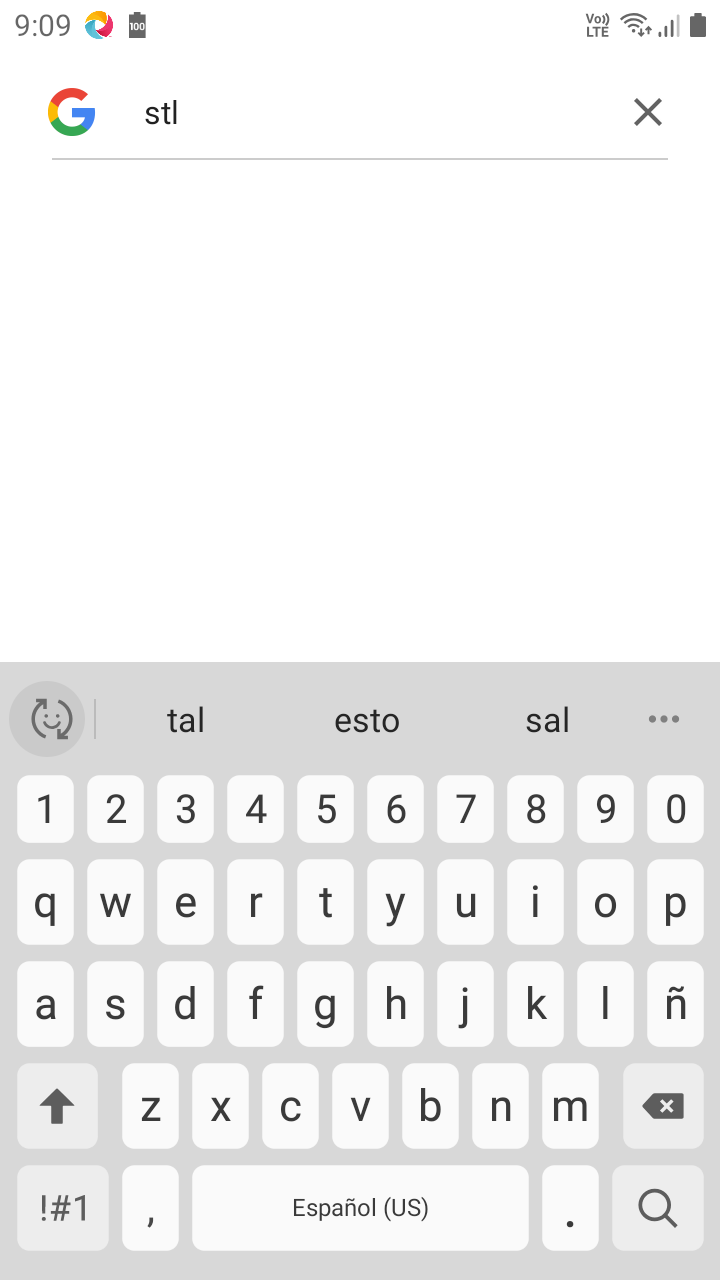 9:09 100 Vo)) LTE
stl
tal esto sal
1 2 3 4 5 6 7 8 9 0
q w e r t y u i o p
a s d f g h j k l ñ
z x c v b n m
!#1 , Español (US) .